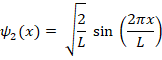 ψ₂(x) = √(2/L) sin (2πx/L)